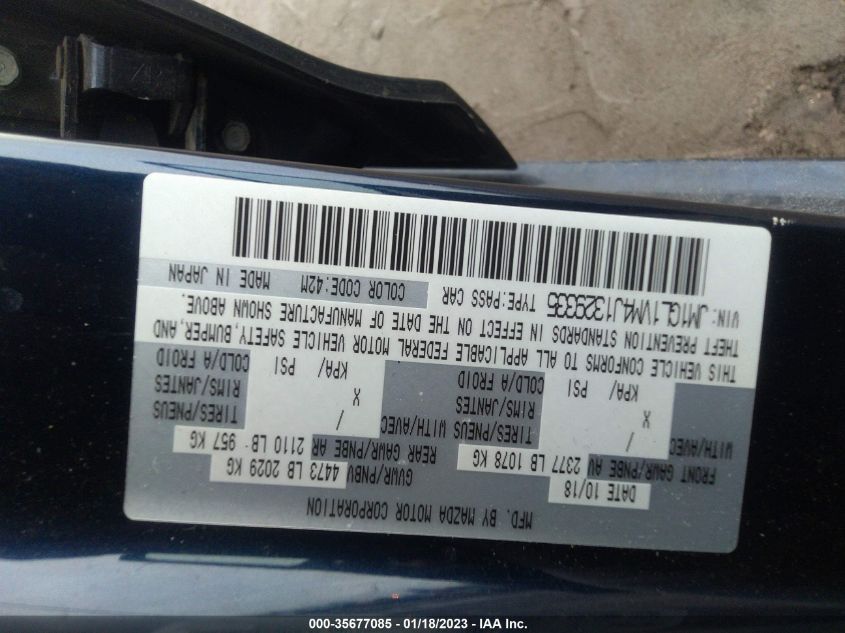 MFD. BY MAZDA MOTOR CORPORATION
DATE 10/18 GVWR/PNBV 4473 LB 2029 KG
FRONT GAWR/PNBE AV 2377 LB 1078 KG REAR GAWR/PNBE AR 2110 LB 957 KG
WITH/AVEC / TIRES/PNEUS WITH/AVEC / TIRES/PNEUS
X RIMS/JANTES X RIMS/JANTES
KPA/ PSI COLD/A FROID KPA/ PSI COLD/A FROID
THIS VEHICLE CONFORMS TO ALL APPLICABLE FEDERAL MOTOR VEHICLE SAFETY, BUMPER, AND
THEFT PREVENTION STANDARDS IN EFFECT ON THE DATE OF MANUFACTURE SHOWN ABOVE.
VIN: JM1GL1VM4J1329335 TYPE:PASS CAR COLOR CODE:42M MADE IN JAPAN
000-35677085 - 01/18/2023 - IAA Inc.